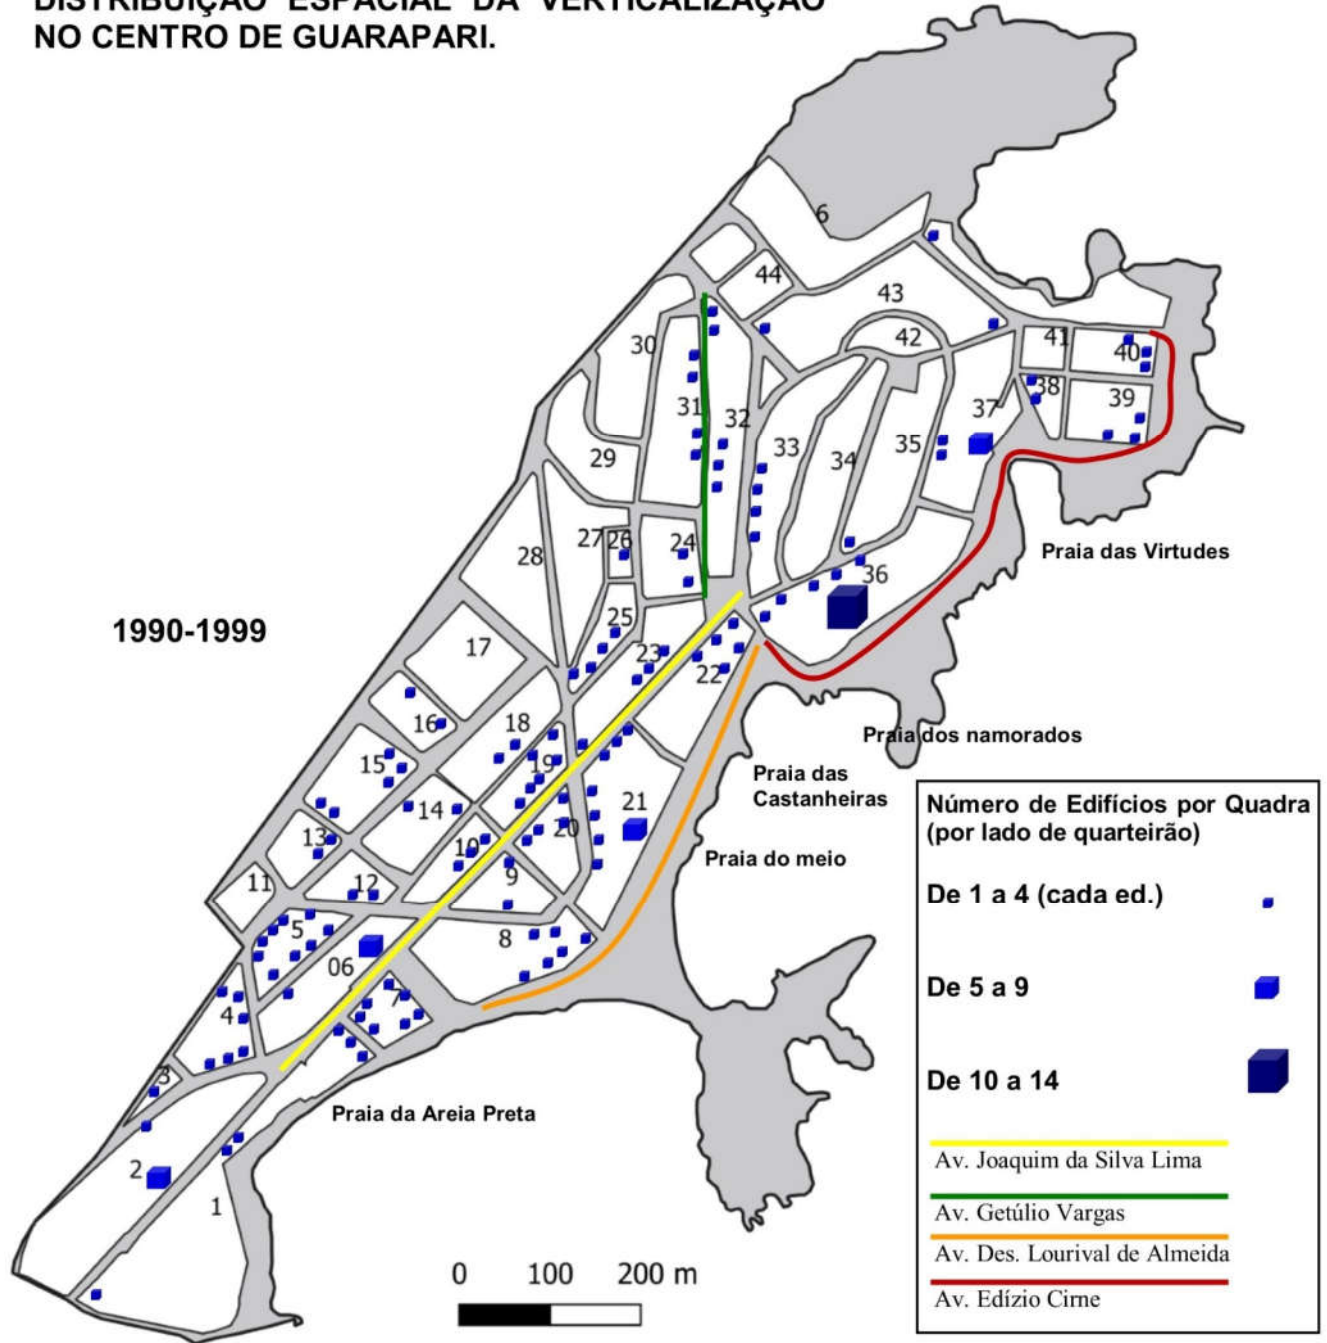 DISTRIBUIÇÃO ESPACIAL DA VERTICALIZAÇÃO
NO CENTRO DE GUARAPARI.
6
44
43
42
41
40
30
38
39
37
31
32
33
35
34
29
27
26
24
28
36
Praia das Virtudes
1990-1999
25
17
23
22
16
18
Praia dos namorados
15
19
Praia das
Castanheiras
21
14
20
13
10
Praia do meio
9
11
12
5
8
06
7
4
3
Praia da Areia Preta
2
1
0 100 200 m
Número de Edifícios por Quadra
(por lado de quarteirão)
De 1 a 4 (cada ed.)
De 5 a 9
De 10 a 14
Av. Joaquim da Silva Lima
Av. Getúlio Vargas
Av. Des. Lourival de Almeida
Av. Edízio Cirne